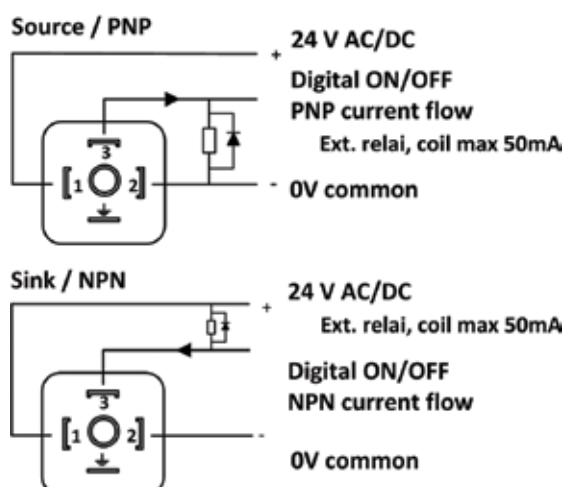 Source / PNP
+ 24 V AC/DC
Digital ON/OFF
PNP current flow
Ext. relai, coil max 50mA
3
1 2
- 0V common
Sink / NPN
+ 24 V AC/DC
Ext. relai, coil max 50mA
Digital ON/OFF
NPN current flow
3
1 2
- 0V common